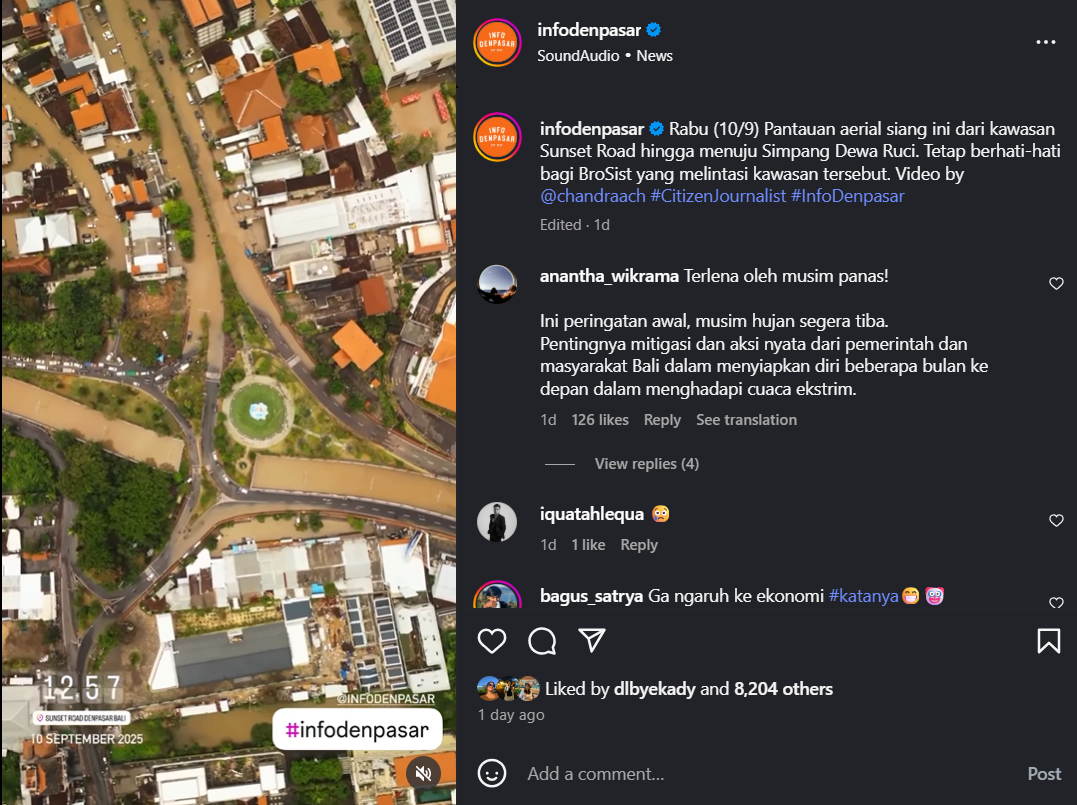 infodenpasar
SoundAudio • News
INFO
DENPASAR
infodenpasar Rabu (10/9) Pantauan aerial siang ini dari kawasan
Sunset Road hingga menuju Simpang Dewa Ruci. Tetap berhati-hati
bagi BroSist yang melintasi kawasan tersebut. Video by
@chandraach #CitizenJournalist #InfoDenpasar
Edited · 1d
INFO
DENPASAR
anantha_wikrama Terlena oleh musim panas!
Ini peringatan awal, musim hujan segera tiba.
Pentingnya mitigasi dan aksi nyata dari pemerintah dan
masyarakat Bali dalam menyiapkan diri beberapa bulan ke
depan dalam menghadapi cuaca ekstrim.
1d 126 likes Reply See translation
View replies (4)
iquatahlequa 😰
1d 1 like Reply
bagus_satrya Ga ngaruh ke ekonomi #katanya😁🤡
Liked by dlbyekady and 8,204 others
1 day ago
Add a comment...
Post
12.57
SUNSET ROAD DENPASAR BALI
10 SEPTEMBER 2025
@INFODENPASAR
#infodenpasar